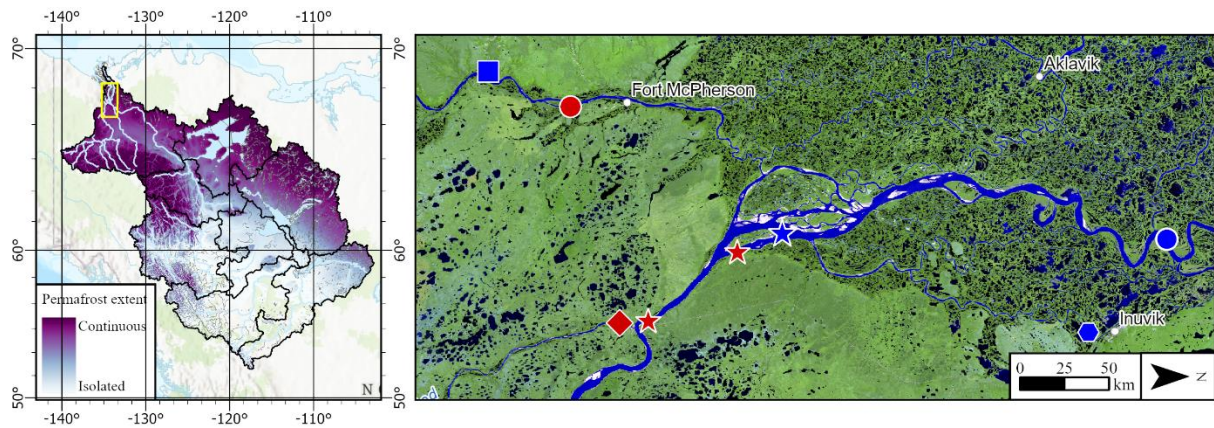 -140° -130° -120° -110°
70°
60°
50°
Permafrost extent
Continuous
Isolated
N
-140° -130° -120° -110°
70°
60°
50°
Aklavik
Fort McPherson
Inuvik
0 25 50
km
N